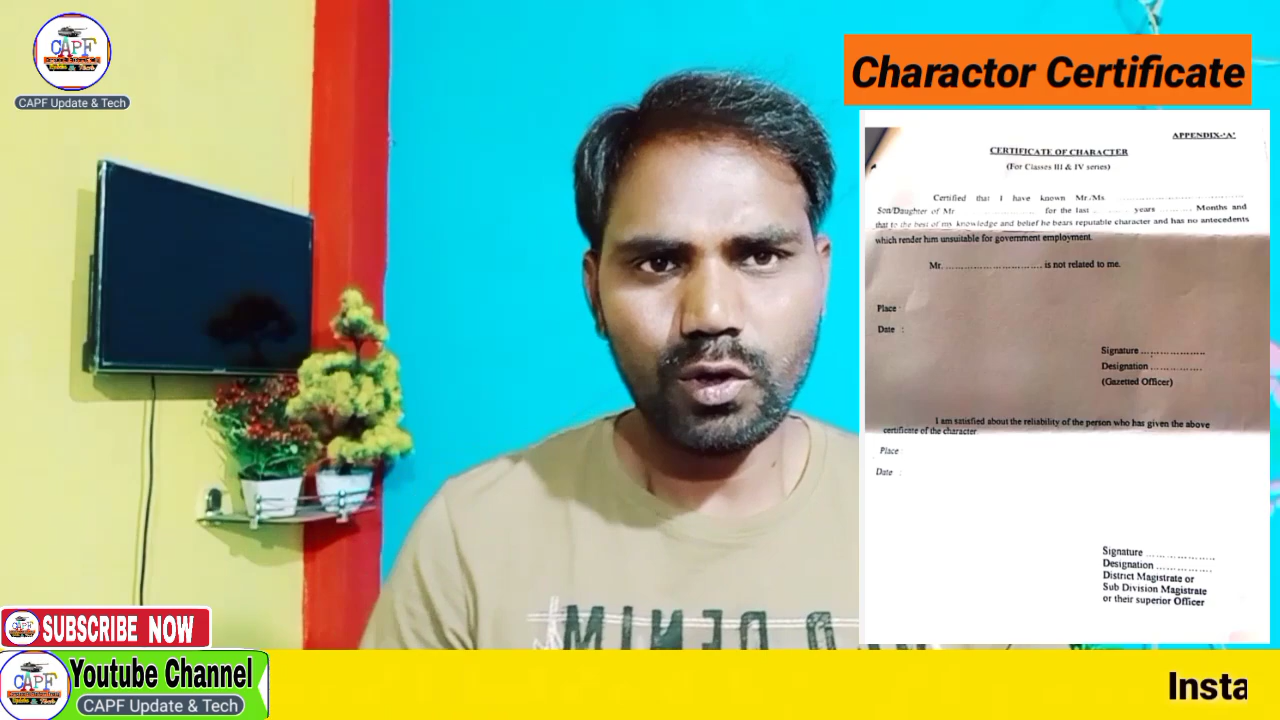 CAPF
CAPF Update & Tech
Charactor Certificate
APPENDIX-'A'
CERTIFICATE OF CHARACTER
(For Classes III & IV series)
Certified that I have known Mr./Ms. ..............................
Son/Daughter of Mr .................... for the last .......... years .......... Months and
that to the best of my knowledge and belief he bears reputable character and has no antecedents
which render him unsuitable for government employment.
Mr. .............................. is not related to me.
Place :
Date :
Signature ....................
Designation ................
(Gazetted Officer)
I am satisfied about the reliability of the person who has given the above
certificate of the character
Place :
Date :
Signature ....................
Designation ................
District Magistrate or
Sub Division Magistrate
or their superior Officer
SUBSCRIBE NOW
CAPF
Youtube Channel
CAPF Update & Tech
Insta